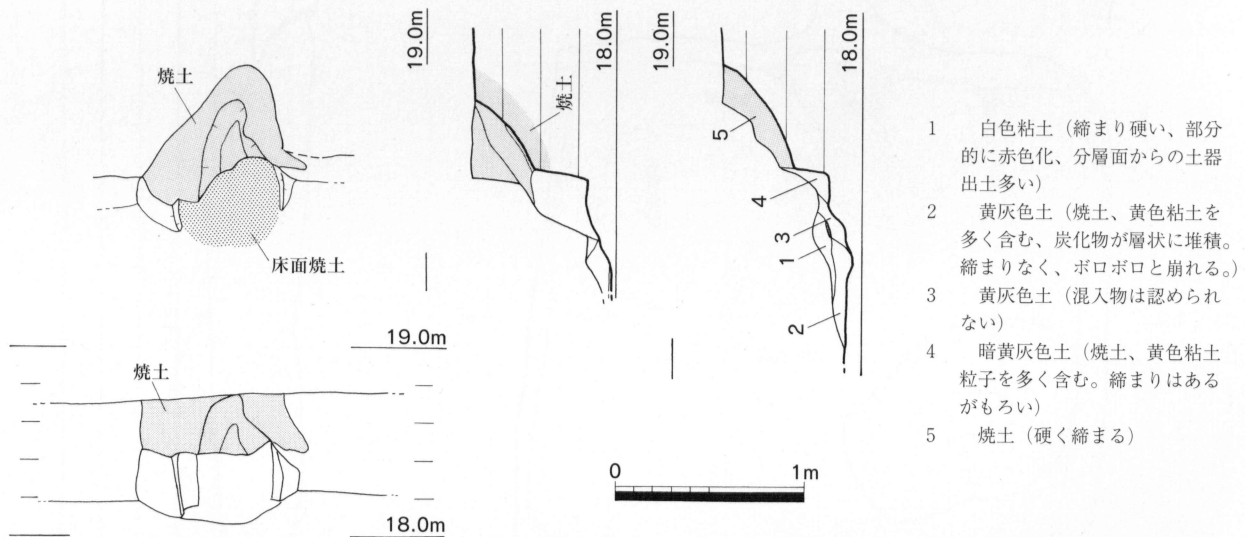 焼土
床面焼土
19.0m
18.0m
焼土
19.0m
18.0m
5
4
3
1
2
焼土
19.0m
18.0m
0 1m
1 白色粘土（締まり硬い、部分
的に赤色化、分層面からの土器
出土多い）
2 黄灰色土（焼土、黄色粘土を
多く含む、炭化物が層状に堆積。
締まりなく、ボロボロと崩れる。）
3 黄灰色土（混入物は認められ
ない）
4 暗黄灰色土（焼土、黄色粘土
粒子を多く含む。締まりはある
がもろい）
5 焼土（硬く締まる）